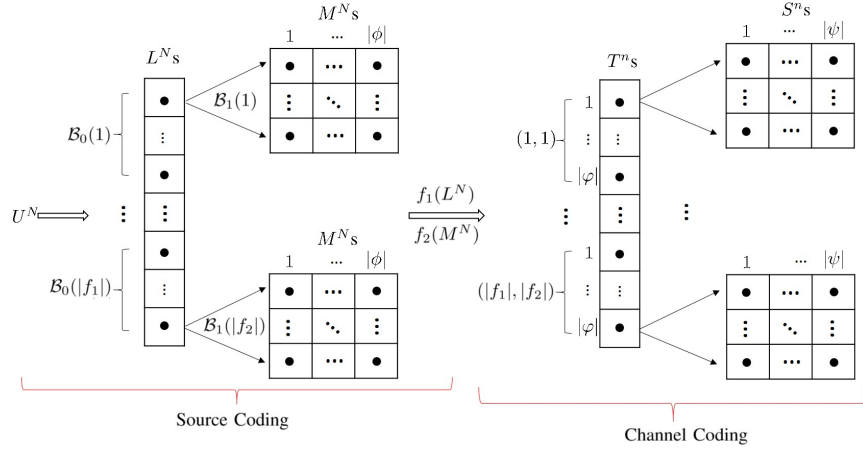 M^N s
1 ... |ϕ|
L^N s
B_0(1)
B_1(1)
U^N
B_0(|f_1|)
M^N s
1 ... |ϕ|
B_1(|f_2|)
Source Coding
f_1(L^N)
f_2(M^N)
S^n s
1 ... |ψ|
T^n s
1
(1, 1)
|φ|
1
(|f_1|, |f_2|)
|φ|
1 ... |ψ|
Channel Coding